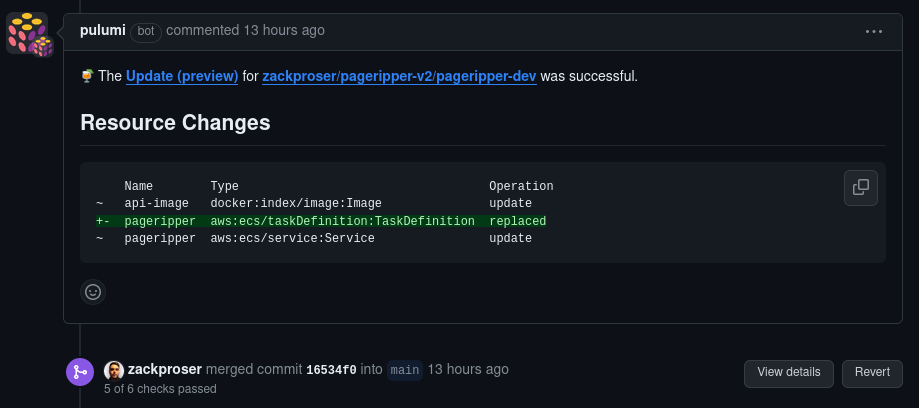 pulumi bot commented 13 hours ago
The Update (preview) for zackproser/pageripper-v2/pageripper-dev was successful.
Resource Changes
Name Type Operation
~ api-image docker:index/image:Image update
+- pageripper aws:ecs/taskDefinition:TaskDefinition replaced
~ pageripper aws:ecs/service:Service update
zackproser merged commit 16534f0 into main 13 hours ago
View details Revert
5 of 6 checks passed